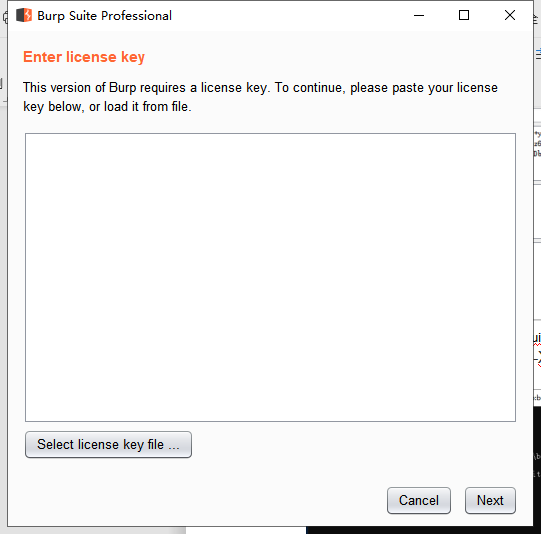 Burp Suite Professional
Enter license key
This version of Burp requires a license key. To continue, please paste your license
key below, or load it from file.
Select license key file ...
Cancel
Next